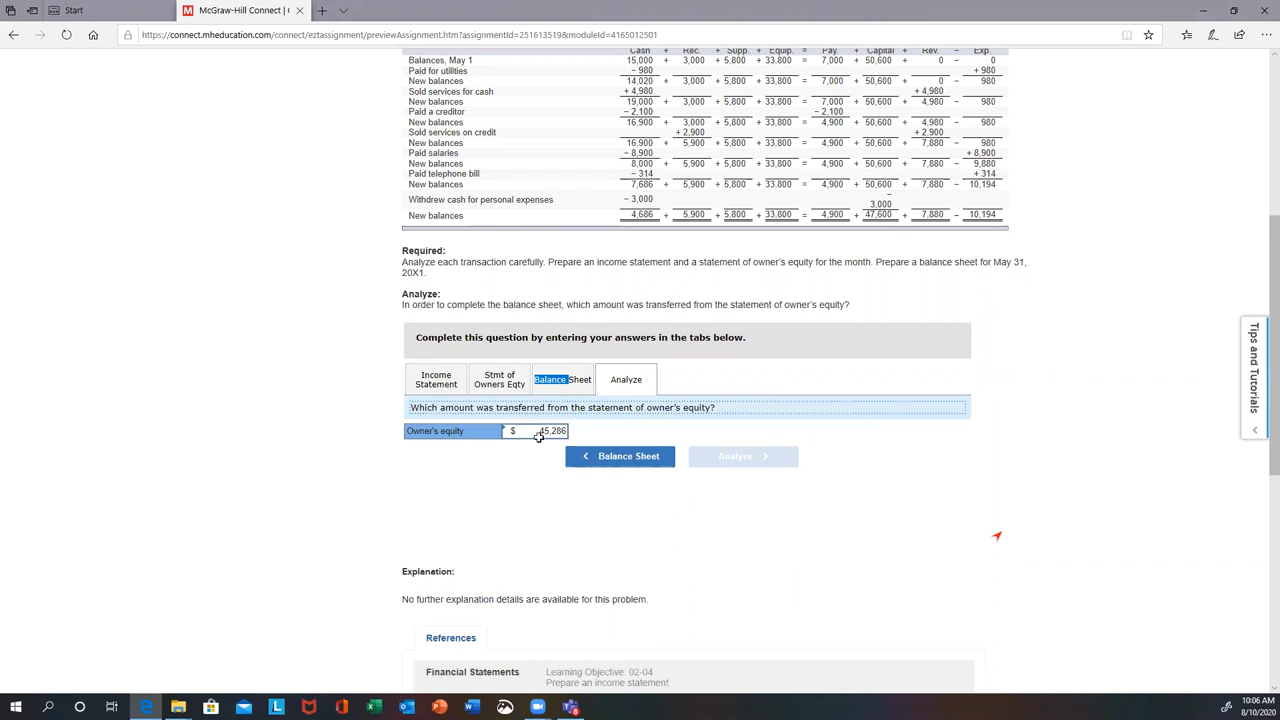 Start
McGraw-Hill Connect | (
https://connect.mheducation.com/connect/eztassignment/previewAssignment.htm?assignmentId=251613519&moduleId=4165012501
Cash + Rec. + Supp. + Equip. = Pay. + Capital + Rev. − Exp.
Balances, May 1 15,000 + 3,000 + 5,800 + 33,800 = 7,000 + 50,600 + 0 − 0
Paid for utilities − 980 + 980
New balances 14,020 + 3,000 + 5,800 + 33,800 = 7,000 + 50,600 0 − 980
Sold services for cash + 4,980 + 4,980
New balances 19,000 + 3,000 + 5,800 + 33,800 = 7,000 + 50,600 + 4,980 − 980
Paid a creditor − 2,100 − 2,100
New balances 16,900 + 3,000 + 5,800 + 33,800 = 4,900 + 50,600 + 4,980 − 980
Sold services on credit + 2,900 + 2,900
New balances 16,900 + 5,900 + 5,800 + 33,800 = 4,900 + 50,600 + 7,880 − 980
Paid salaries − 8,900 + 8,900
New balances 8,000 + 5,900 + 5,800 + 33,800 = 4,900 + 50,600 + 7,880 − 9,880
Paid telephone bill − 314 + 314
New balances 7,686 + 5,900 + 5,800 + 33,800 = 4,900 + 50,600 + 7,880 − 10,194
Withdrew cash for personal expenses − 3,000 − 3,000
New balances 4,686 + 5,900 + 5,800 + 33,800 = 4,900 + 47,600 + 7,880 − 10,194
Required:
Analyze each transaction carefully. Prepare an income statement and a statement of owner's equity for the month. Prepare a balance sheet for May 31,
20X1.
Analyze:
In order to complete the balance sheet, which amount was transferred from the statement of owner's equity?
Complete this question by entering your answers in the tabs below.
Income Statement
Stmt of Owners Eqty
Balance Sheet
Analyze
Which amount was transferred from the statement of owner's equity?
Owner's equity $ 45,286
< Balance Sheet
Analyze >
Explanation:
No further explanation details are available for this problem.
References
Financial Statements Learning Objective: 02-04
Prepare an income statement.
Tips and Tutorials
10:06 AM
8/10/2020